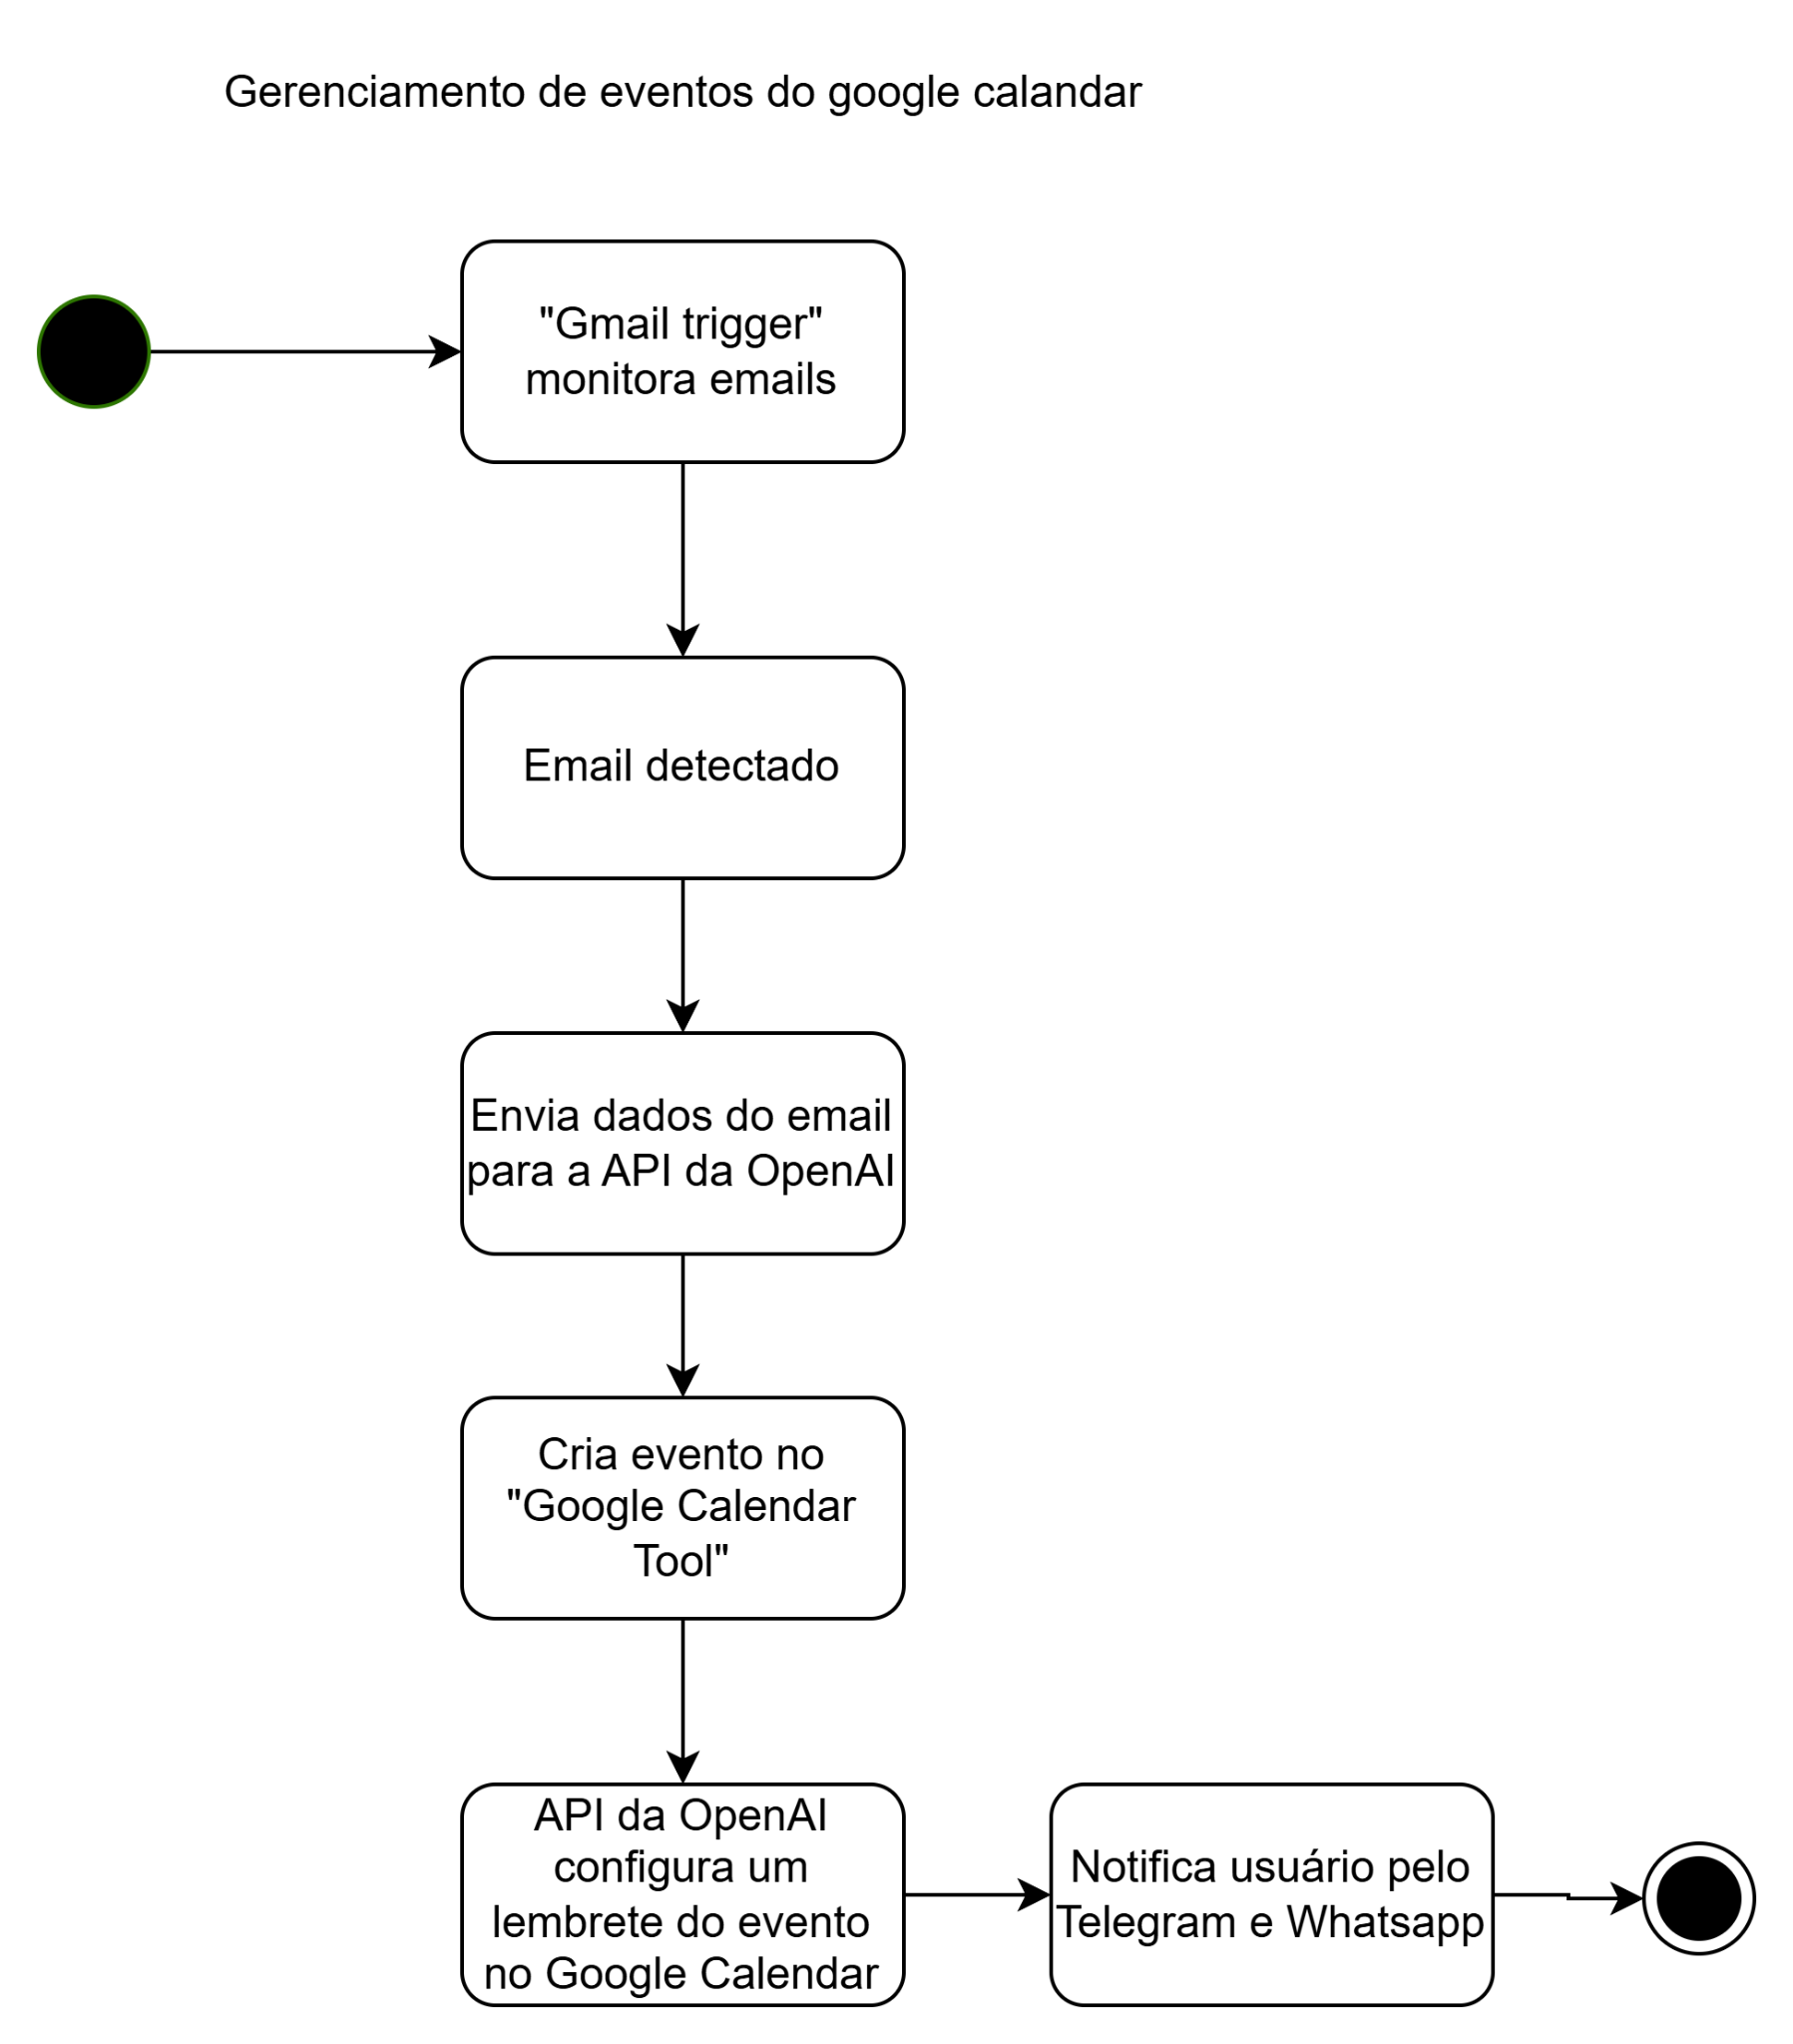 Gerenciamento de eventos do google calandar
"Gmail trigger"
monitora emails
Email detectado
Envia dados do email
para a API da OpenAI
Cria evento no
"Google Calendar
Tool"
API da OpenAI
configura um
lembrete do evento
no Google Calendar
Notifica usuário pelo
Telegram e Whatsapp